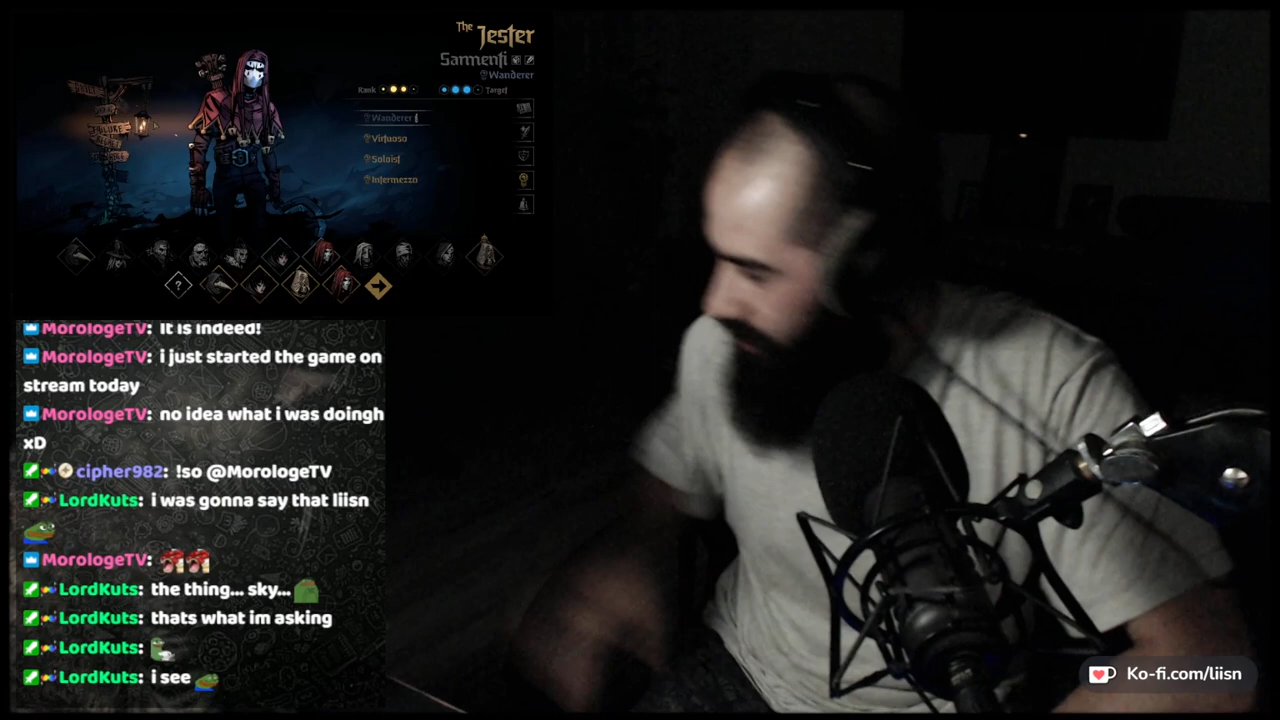 The
Jester
Sarmenti
Wanderer
Rank
Target
Wanderer
Virtuoso
Soloist
Intermezzo
FAILURE
?
MorologeTV: It is indeed!
MorologeTV: i just started the game on
stream today
MorologeTV: no idea what i was doingh
xD
cipher982: !so @MorologeTV
LordKuts: i was gonna say that liisn
MorologeTV:
LordKuts: the thing... sky...
LordKuts: thats what im asking
LordKuts:
LordKuts: i see
Ko-fi.com/liisn